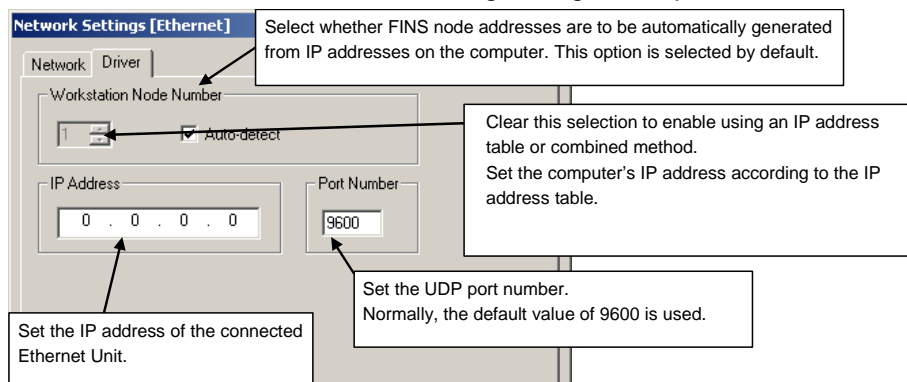 Network Settings [Ethernet]
Select whether FINS node addresses are to be automatically generated
from IP addresses on the computer. This option is selected by default.
Network Driver
Workstation Node Number
1 Auto-detect
Clear this selection to enable using an IP address
table or combined method.
Set the computer’s IP address according to the IP
address table.
IP Address
0 . 0 . 0 . 0
Port Number
9600
Set the UDP port number.
Normally, the default value of 9600 is used.
Set the IP address of the connected
Ethernet Unit.